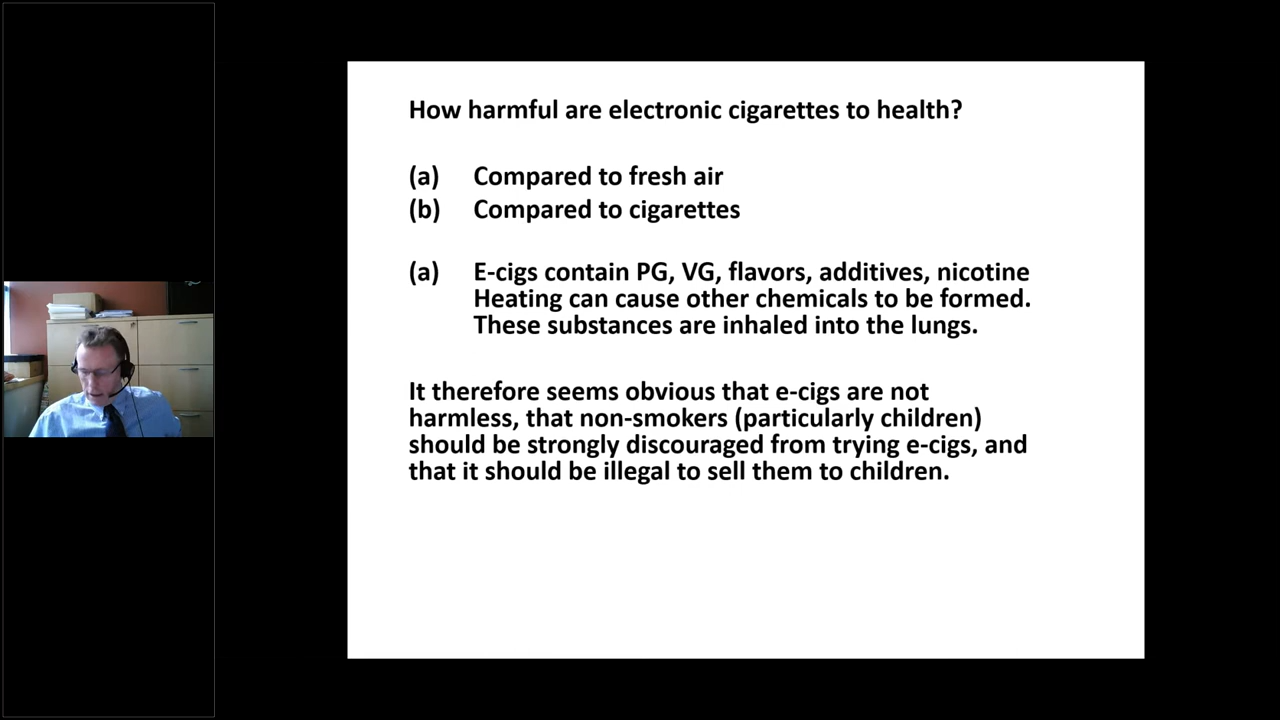 How harmful are electronic cigarettes to health?
(a) Compared to fresh air
(b) Compared to cigarettes
(a) E-cigs contain PG, VG, flavors, additives, nicotine
Heating can cause other chemicals to be formed.
These substances are inhaled into the lungs.
It therefore seems obvious that e-cigs are not
harmless, that non-smokers (particularly children)
should be strongly discouraged from trying e-cigs, and
that it should be illegal to sell them to children.